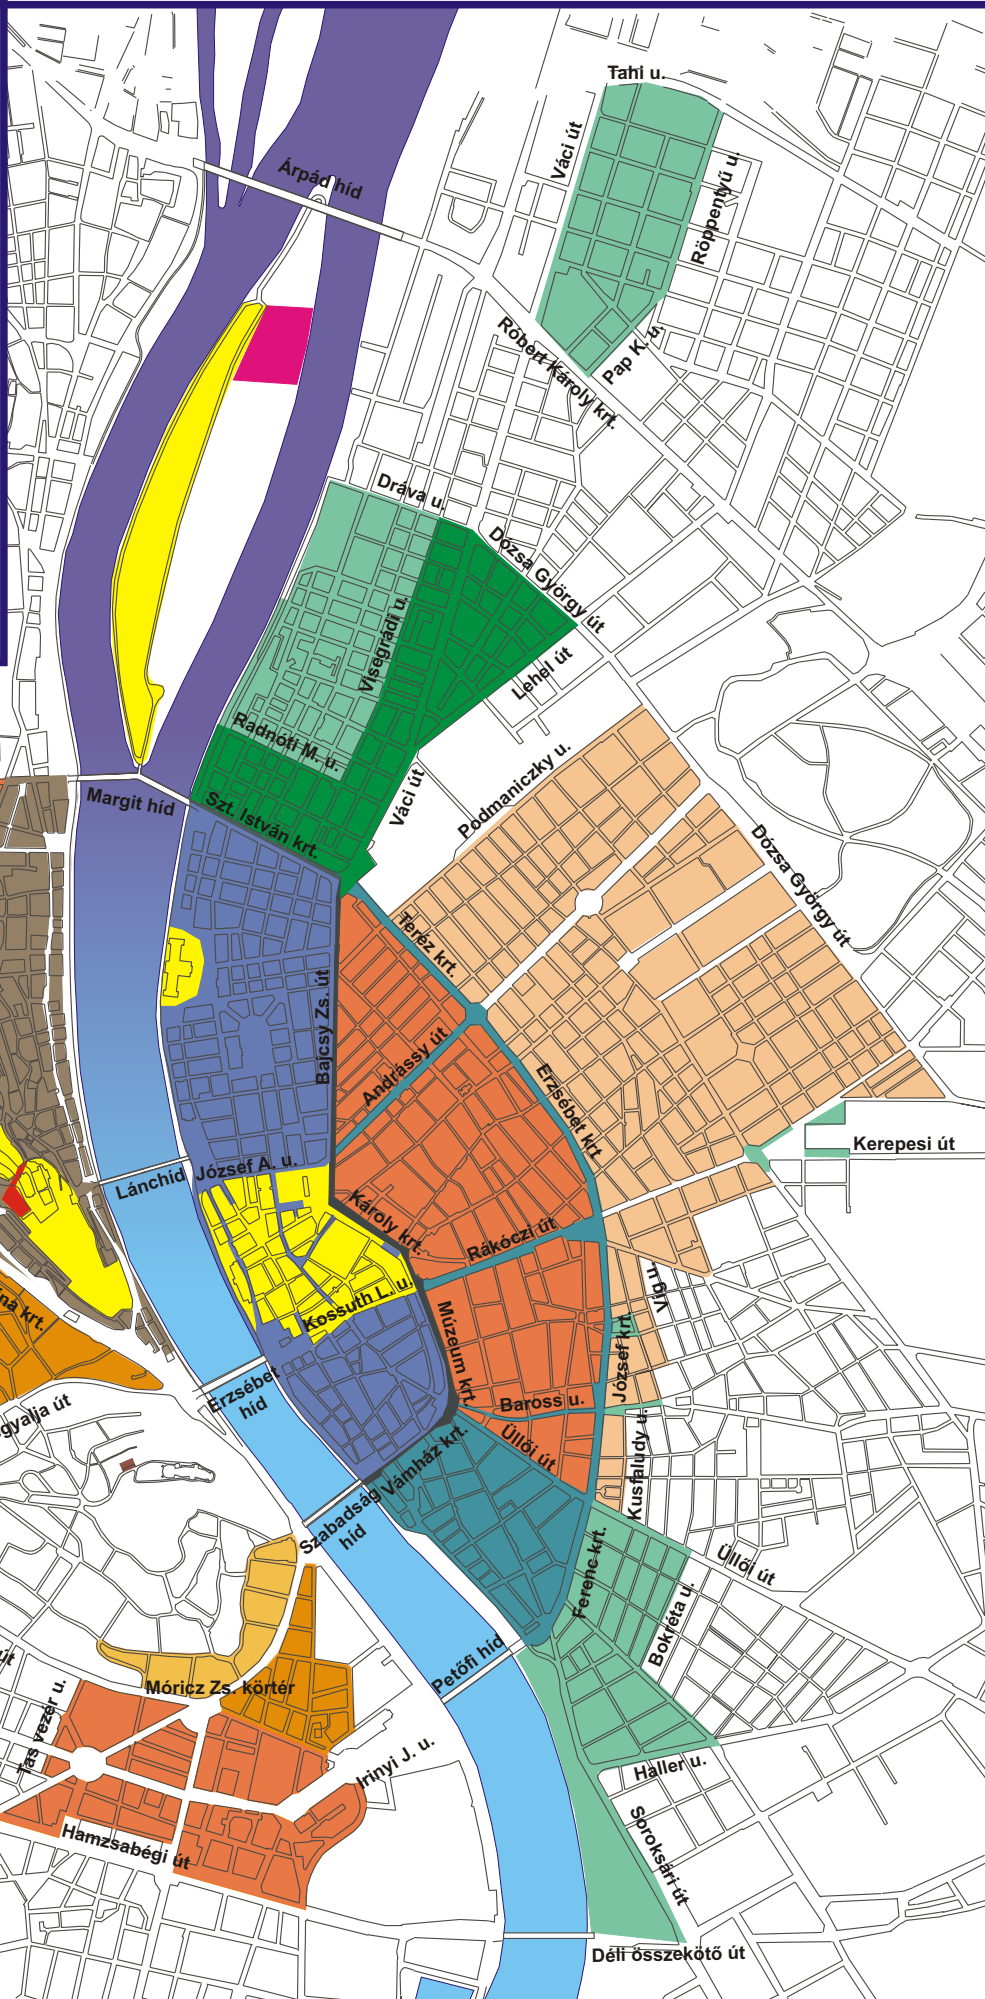 Tahi u.
Váci út
Röppentyű u.
Árpád híd
Róbert Károly krt.
Pap K. u.
Dráva u.
Dózsa György út
Visegrádi u.
Lehel út
Radnóti M. u.
Váci út
Podmaniczky u.
Margit híd
Szt. István krt.
Dózsa György út
Teréz krt.
Bajcsy Zs. út
Andrássy út
Erzsébet krt
Kerepesi út
Lánchíd
József A. u.
Károly krt.
Rákóczi út
Kossuth L. u.
Víg u.
Múzeum krt.
József krt.
Erzsébet
híd
Baross u.
Üllői út
Kusfaludy u.
Vámház krt.
Szabadság
híd
Üllői út
Ferenc krt.
Bokréta u.
Petőfi híd
Móricz Zs. körtér
Tas vezér u.
Irinyi J. u.
Haller u.
Hamzsabégi út
Soroksári út
Déli összekötő út